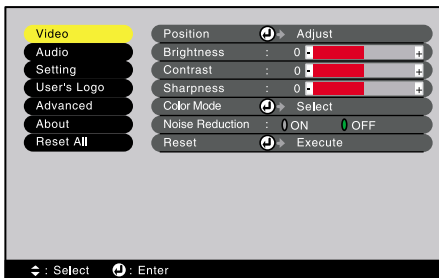 Video
Audio
Setting
User's Logo
Advanced
About
Reset All
Position Adjust
Brightness : 0 - +
Contrast : 0 - +
Sharpness : 0 - +
Color Mode Select
Noise Reduction : ON OFF
Reset Execute
: Select : Enter